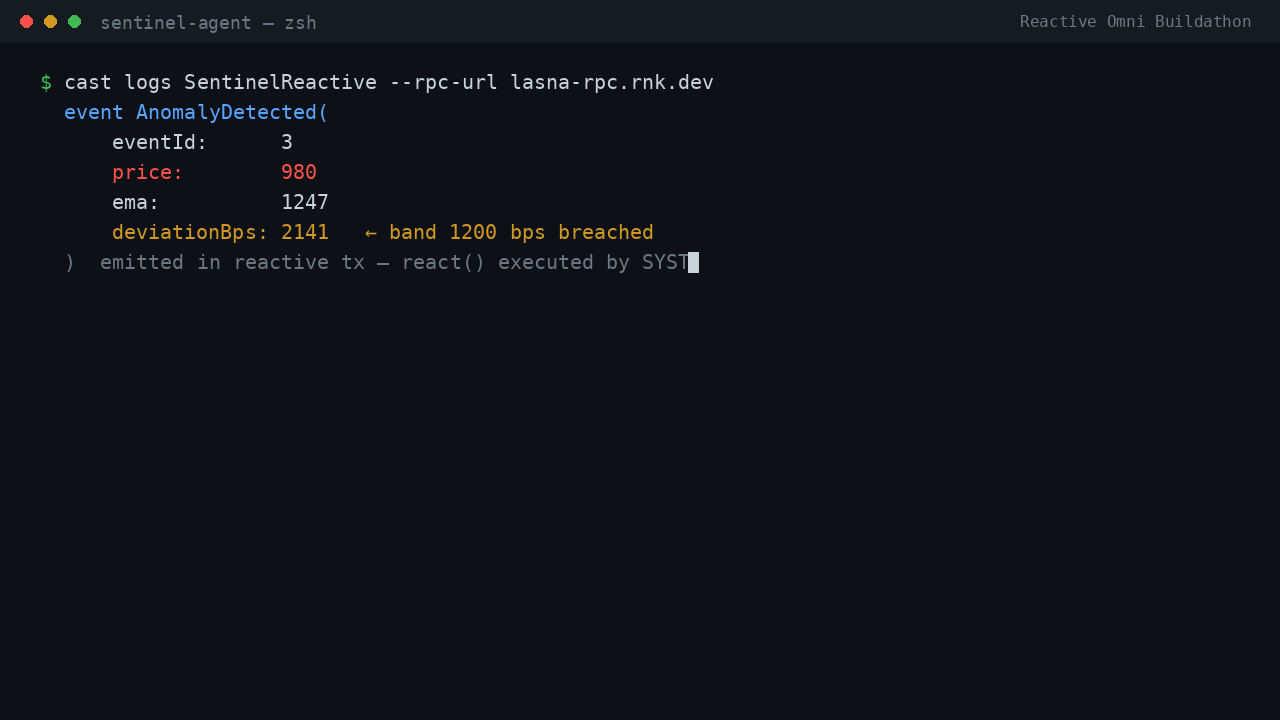 sentinel-agent — zsh
Reactive Omni Buildathon
$ cast logs SentinelReactive --rpc-url lasna-rpc.rnk.dev
event AnomalyDetected(
eventId: 3
price: 980
ema: 1247
deviationBps: 2141 ← band 1200 bps breached
) emitted in reactive tx — react() executed by SYST